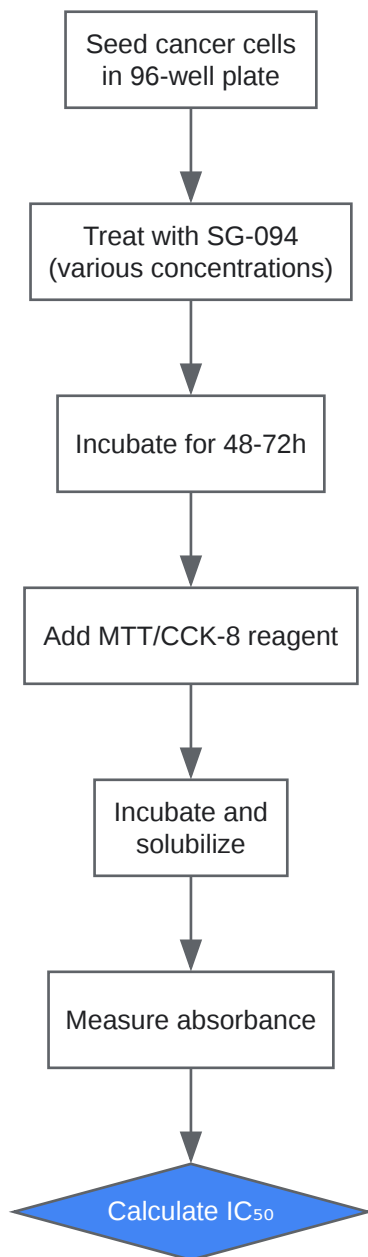 Seed cancer cells
in 96-well plate
Treat with SG-094
(various concentrations)
Incubate for 48-72h
Add MTT/CCK-8 reagent
Incubate and
solubilize
Measure absorbance
Calculate IC₅₀